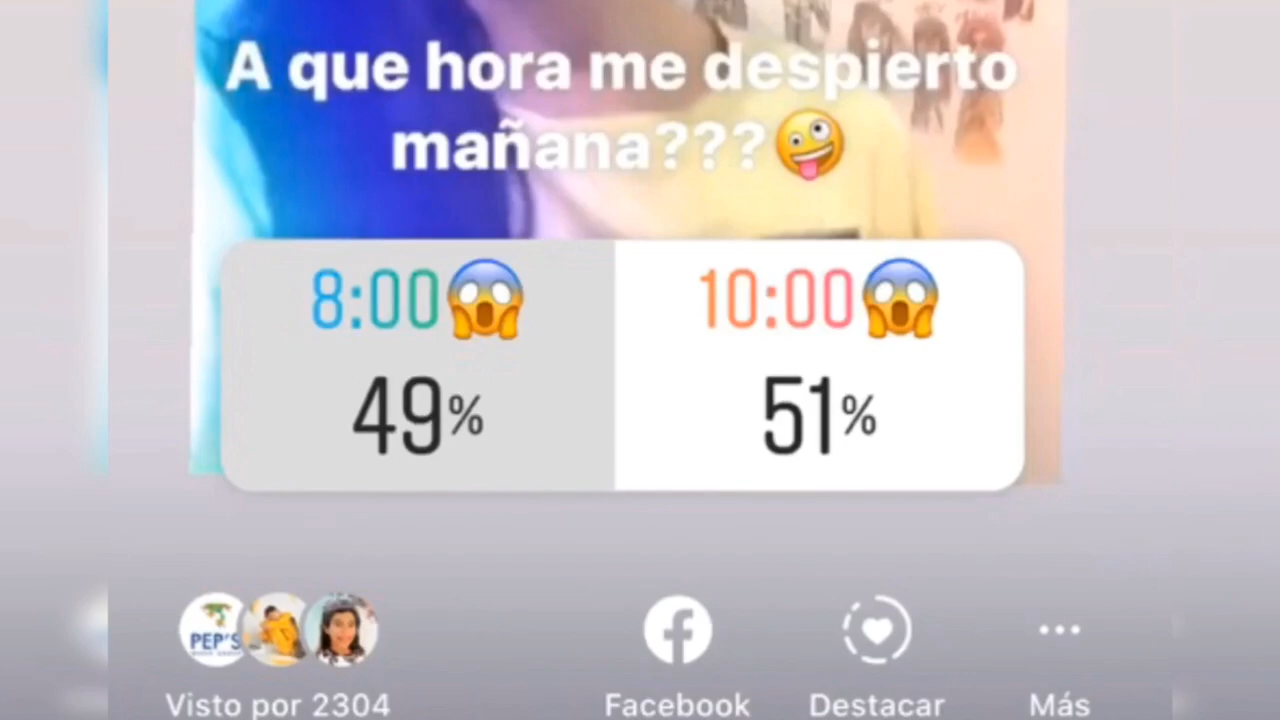 A que hora me despierto
mañana???🤪
8:00😱 10:00😱
49% 51%
PEP'S
Visto por 2304 Facebook Destacar Más